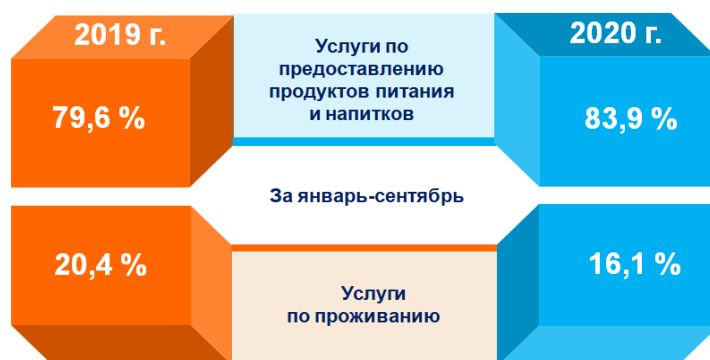 2019 г.
Услуги по
предоставлению
продуктов питания
и напитков
2020 г.
79,6 %
83,9 %
За январь-сентябрь
20,4 %
16,1 %
Услуги
по проживанию